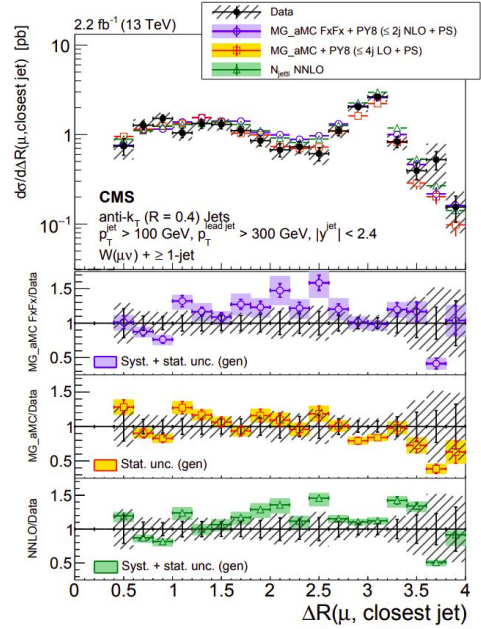 2.2 fb⁻¹ (13 TeV)
Data
MG_aMC FxFx + PY8 (≤ 2j NLO + PS)
MG_aMC + PY8 (≤ 4j LO + PS)
N_jetti NNLO
dσ/dΔR(μ,closest jet) [pb]
10
1
10⁻¹
CMS
anti-k_T (R = 0.4) Jets
p_T^jet > 100 GeV, p_T^lead jet > 300 GeV, |y^jet| < 2.4
W(μν) + ≥ 1-jet
MG_aMC FxFx/Data
1.5
1
0.5
Syst. + stat. unc. (gen)
MG_aMC/Data
1.5
1
0.5
Stat. unc. (gen)
NNLO/Data
1.5
1
0.5
Syst. + stat. unc. (gen)
0 0.5 1 1.5 2 2.5 3 3.5 4
ΔR(μ, closest jet)